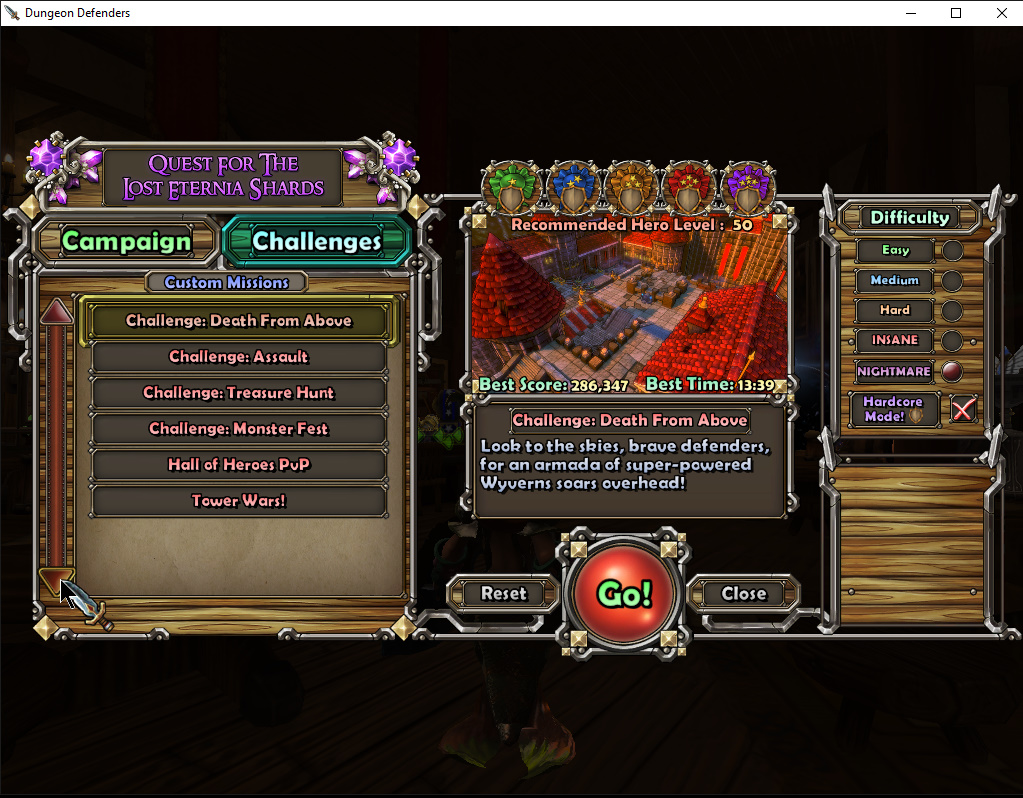 Dungeon Defenders
Quest for The
Lost Eternia Shards
Campaign
Challenges
Custom Missions
Challenge: Death From Above
Challenge: Assault
Challenge: Treasure Hunt
Challenge: Monster Fest
Hall of Heroes PvP
Tower Wars!
Recommended Hero Level : 50
Best Score: 286,347 Best Time: 13:39
Challenge: Death From Above
Look to the skies, brave defenders,
for an armada of super-powered
Wyverns soars overhead!
Reset
Go!
Close
Difficulty
Easy
Medium
Hard
INSANE
NIGHTMARE
Hardcore
Mode!